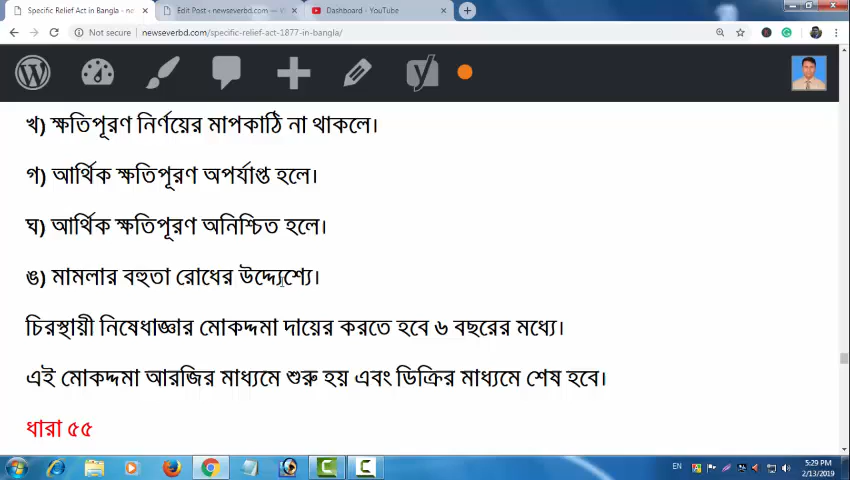 Specific Relief Act in Bangla - ne
Edit Post ‹ newseverbd.com — V
Dashboard - YouTube
Not secure | newseverbd.com/specific-relief-act-1877-in-bangla/
খ) ক্ষতিপূরণ নির্ণয়ের মাপকাঠি না থাকলে।
গ) আর্থিক ক্ষতিপূরণ অপর্যাপ্ত হলে।
ঘ) আর্থিক ক্ষতিপূরণ অনিশ্চিত হলে।
ঙ) মামলার বহুতা রোধের উদ্দ্যেশ্যে।
চিরস্থায়ী নিষেধাজ্ঞার মোকদ্দমা দায়ের করতে হবে ৬ বছরের মধ্যে।
এই মোকদ্দমা আরজির মাধ্যমে শুরু হয় এবং ডিক্রির মাধ্যমে শেষ হবে।
ধারা ৫৫
EN
5:29 PM
2/13/2019